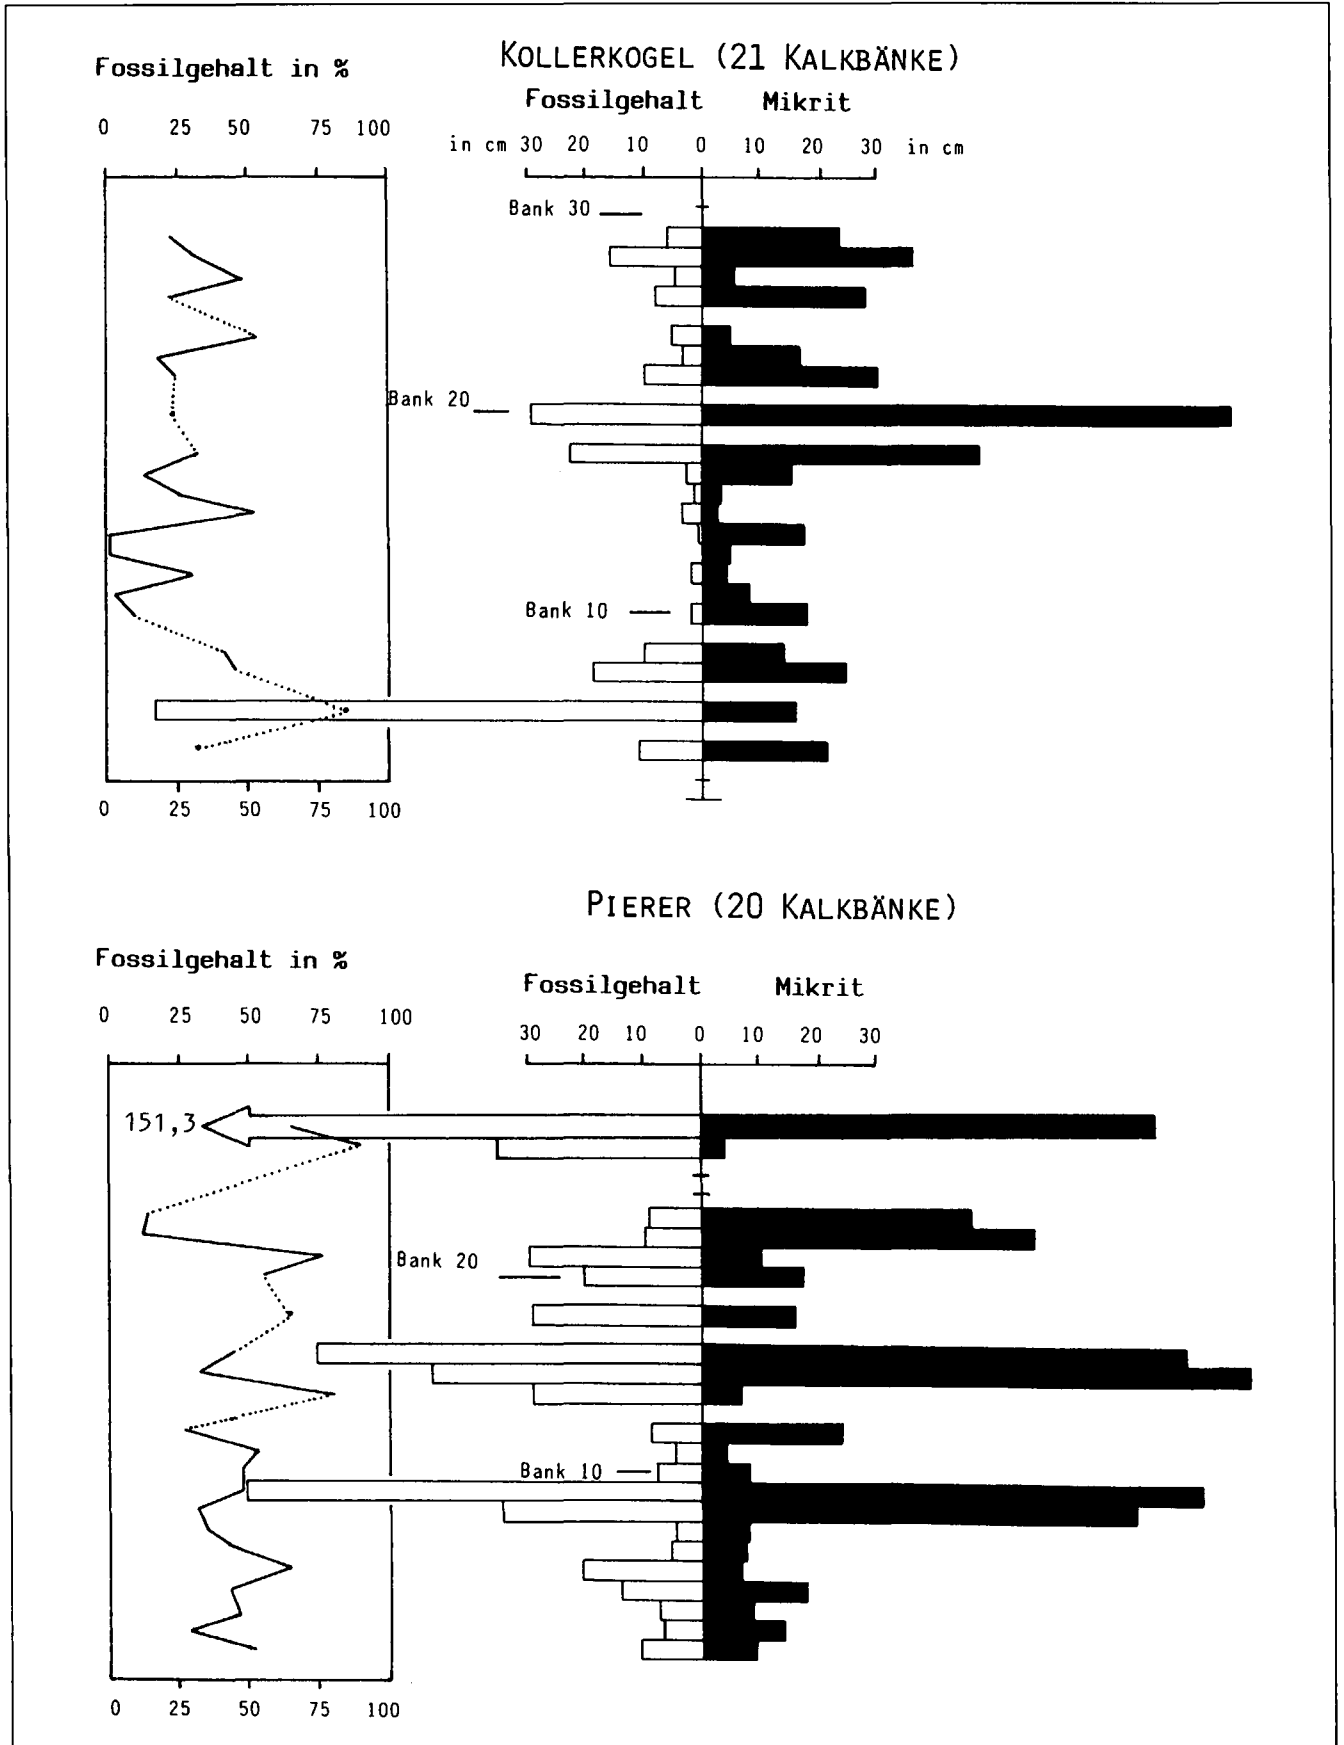 KOLLERKOGEL (21 KALKBÄNKE)
Fossilgehalt in %
Fossilgehalt Mikrit
0 25 50 75 100
in cm 30 20 10 0 10 20 30 in cm
Bank 30
Bank 20
Bank 10
0 25 50 75 100
PIERER (20 KALKBÄNKE)
Fossilgehalt in %
Fossilgehalt Mikrit
0 25 50 75 100
30 20 10 0 10 20 30
151,3
Bank 20
Bank 10
0 25 50 75 100